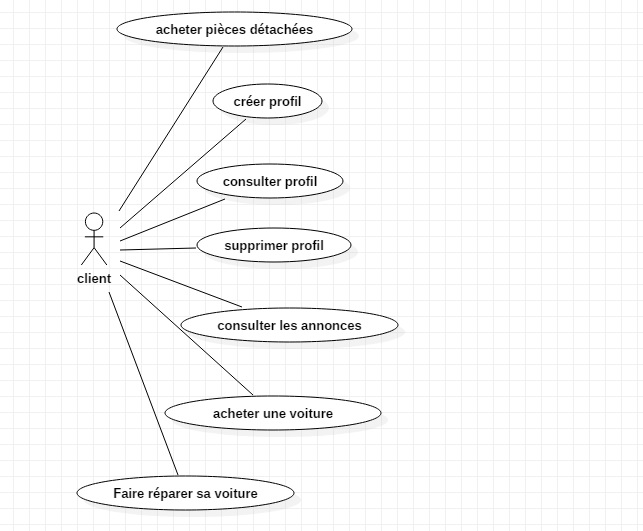 acheter pièces détachées
créer profil
consulter profil
supprimer profil
client
consulter les annonces
acheter une voiture
Faire réparer sa voiture